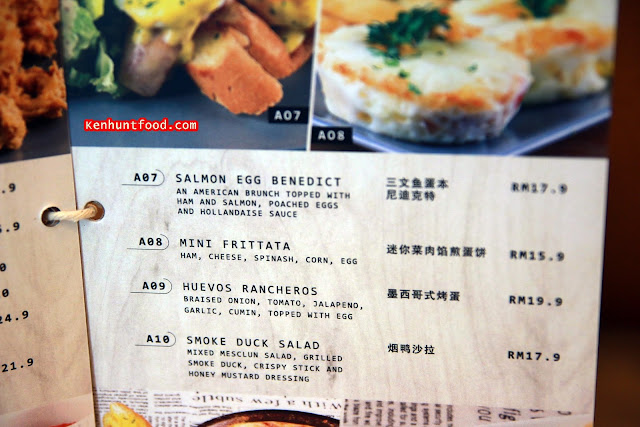 A07
A08
Kenhuntfood.com
A07 SALMON EGG BENEDICT
三文鱼蛋本
尼迪克特
RM17.9
AN AMERICAN BRUNCH TOPPED WITH
HAM AND SALMON, POACHED EGGS
AND HOLLANDAISE SAUCE
A08 MINI FRITTATA
迷你菜肉馅煎蛋饼
RM15.9
HAM, CHEESE, SPINASH, CORN, EGG
A09 HUEVOS RANCHEROS
墨西哥式烤蛋
RM19.9
BRAISED ONION, TOMATO, JALAPENO,
GARLIC, CUMIN, TOPPED WITH EGG
A10 SMOKE DUCK SALAD
烟鸭沙拉
RM17.9
MIXED MESCLUN SALAD, GRILLED
SMOKE DUCK, CRISPY STICK AND
HONEY MUSTARD DRESSING
.9
.9
24.9
21.9
with a few subtle